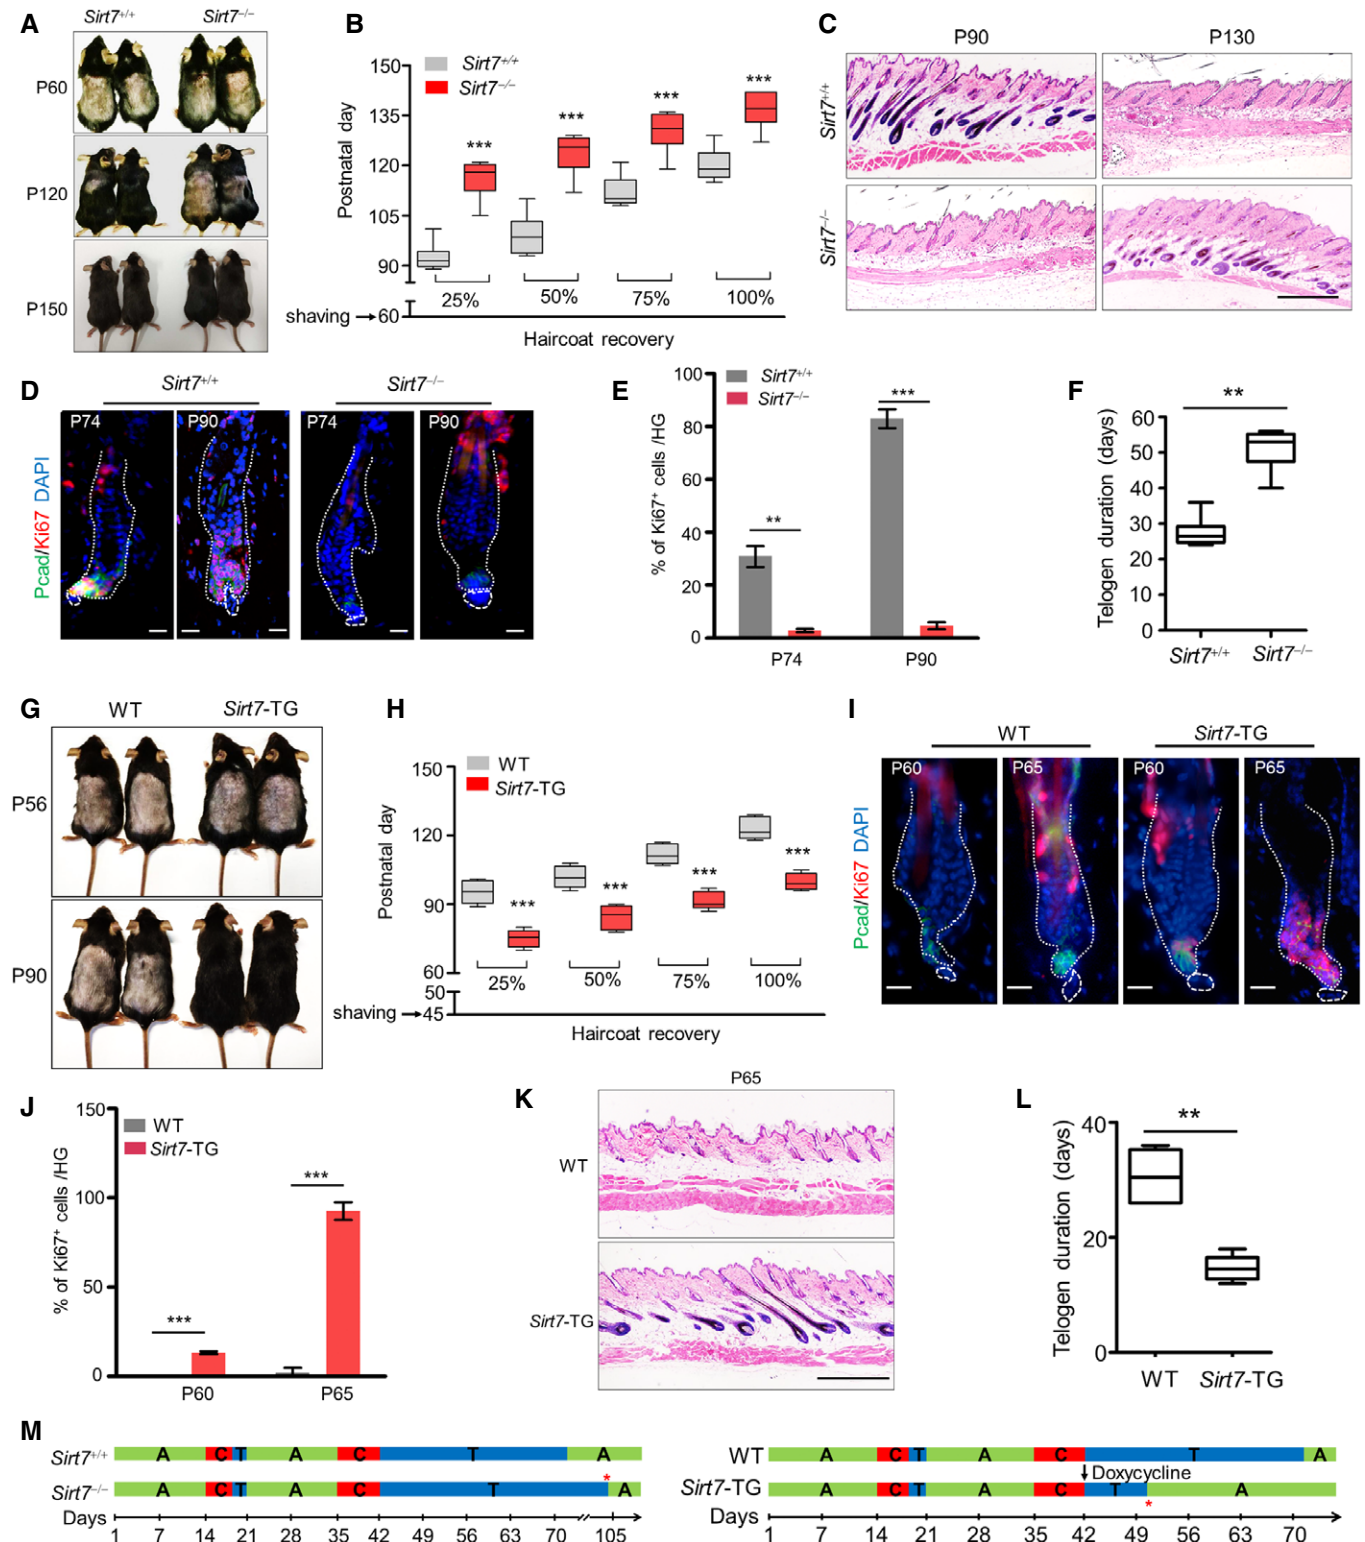 A
Sirt7+/+ Sirt7−/−
P60
P120
P150
B
Sirt7+/+
Sirt7−/−
150
135
120
105
90
60
Postnatal day
***
***
***
***
25% 50% 75% 100%
shaving
Haircoat recovery
C
P90 P130
Sirt7+/+
Sirt7−/−
D
Sirt7+/+ Sirt7−/−
P74 P90 P74 P90
Pcad/Ki67 DAPI
E
100
80
60
40
20
0
% of Ki67+ cells /HG
Sirt7+/+
Sirt7−/−
**
***
P74 P90
F
**
60
50
40
30
20
10
0
Telogen duration (days)
Sirt7+/+ Sirt7−/−
G
WT Sirt7-TG
P56
P90
H
WT
Sirt7-TG
150
120
90
60
50
45
Postnatal day
***
***
***
***
25% 50% 75% 100%
shaving
Haircoat recovery
I
WT Sirt7-TG
P60 P65 P60 P65
Pcad/Ki67 DAPI
J
150
100
50
0
% of Ki67+ cells /HG
WT
Sirt7-TG
***
***
P60 P65
K
P65
WT
Sirt7-TG
L
40
20
0
Telogen duration (days)
**
WT Sirt7-TG
M
Sirt7+/+ A C T A C T A
*
Sirt7−/− A C T A C T A
Days
1 7 14 21 28 35 42 49 56 63 70 105
WT A C T A C T A
Doxycycline
Sirt7-TG A C T A C T A
*
Days
1 7 14 21 28 35 42 49 56 63 70